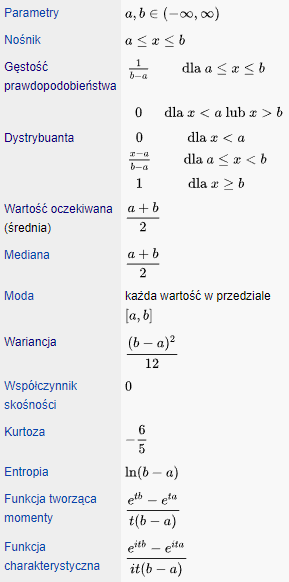 Parametry a, b ∈ (−∞, ∞)
Nośnik a ≤ x ≤ b
Gęstość prawdopodobieństwa
1/(b−a) dla a ≤ x ≤ b
0 dla x < a lub x > b
Dystrybuanta 0 dla x < a
(x−a)/(b−a) dla a ≤ x < b
1 dla x ≥ b
Wartość oczekiwana (średnia) (a + b)/2
Mediana (a + b)/2
Moda każda wartość w przedziale
[a, b]
Wariancja (b − a)²/12
Współczynnik skośności 0
Kurtoza −6/5
Entropia ln(b − a)
Funkcja tworząca momenty (e^{tb} − e^{ta})/(t(b − a))
Funkcja charakterystyczna (e^{itb} − e^{ita})/(it(b − a))